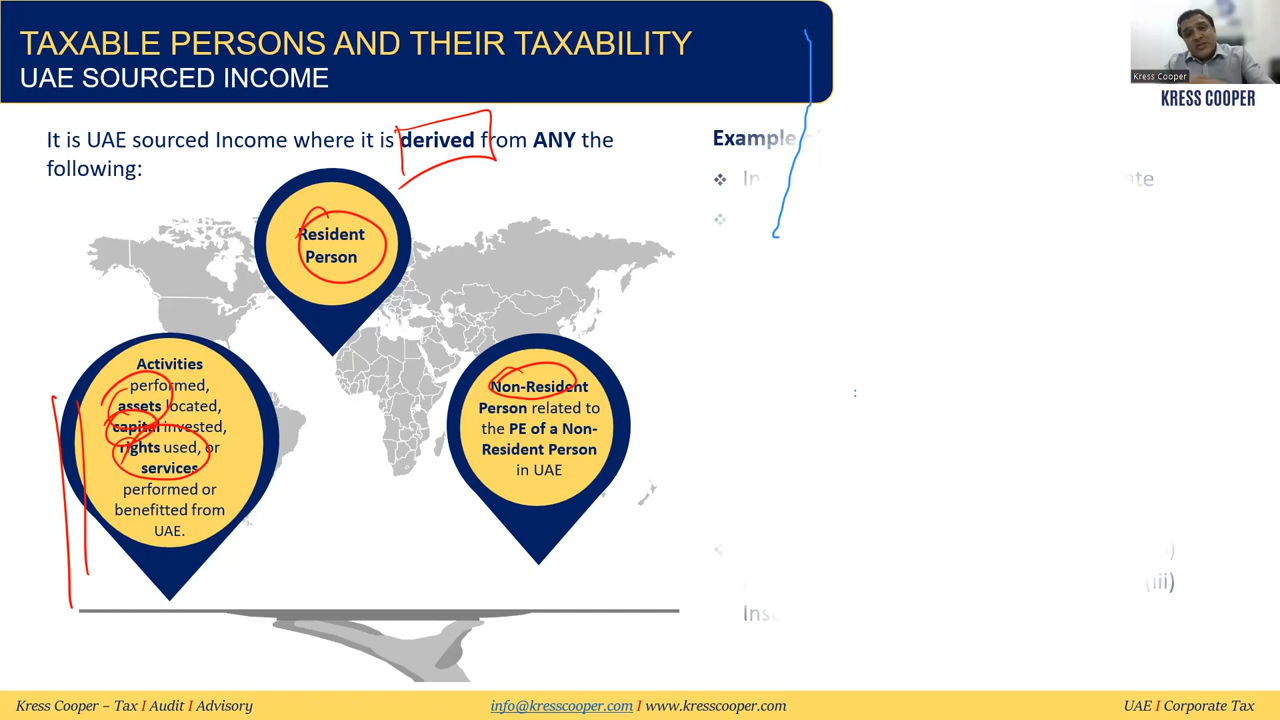 TAXABLE PERSONS AND THEIR TAXABILITY
UAE SOURCED INCOME
Kress Cooper
KRESS COOPER
It is UAE sourced Income where it is derived from ANY the
following:
Resident
Person
Activities
performed,
assets located,
capital invested,
rights used, or
services
performed or
benefitted from
UAE.
Non-Resident
Person related to
the PE of a Non-
Resident Person
in UAE
Example
(iii)
Kress Cooper – Tax I Audit I Advisory
info@kresscooper.com I www.kresscooper.com
UAE I Corporate Tax